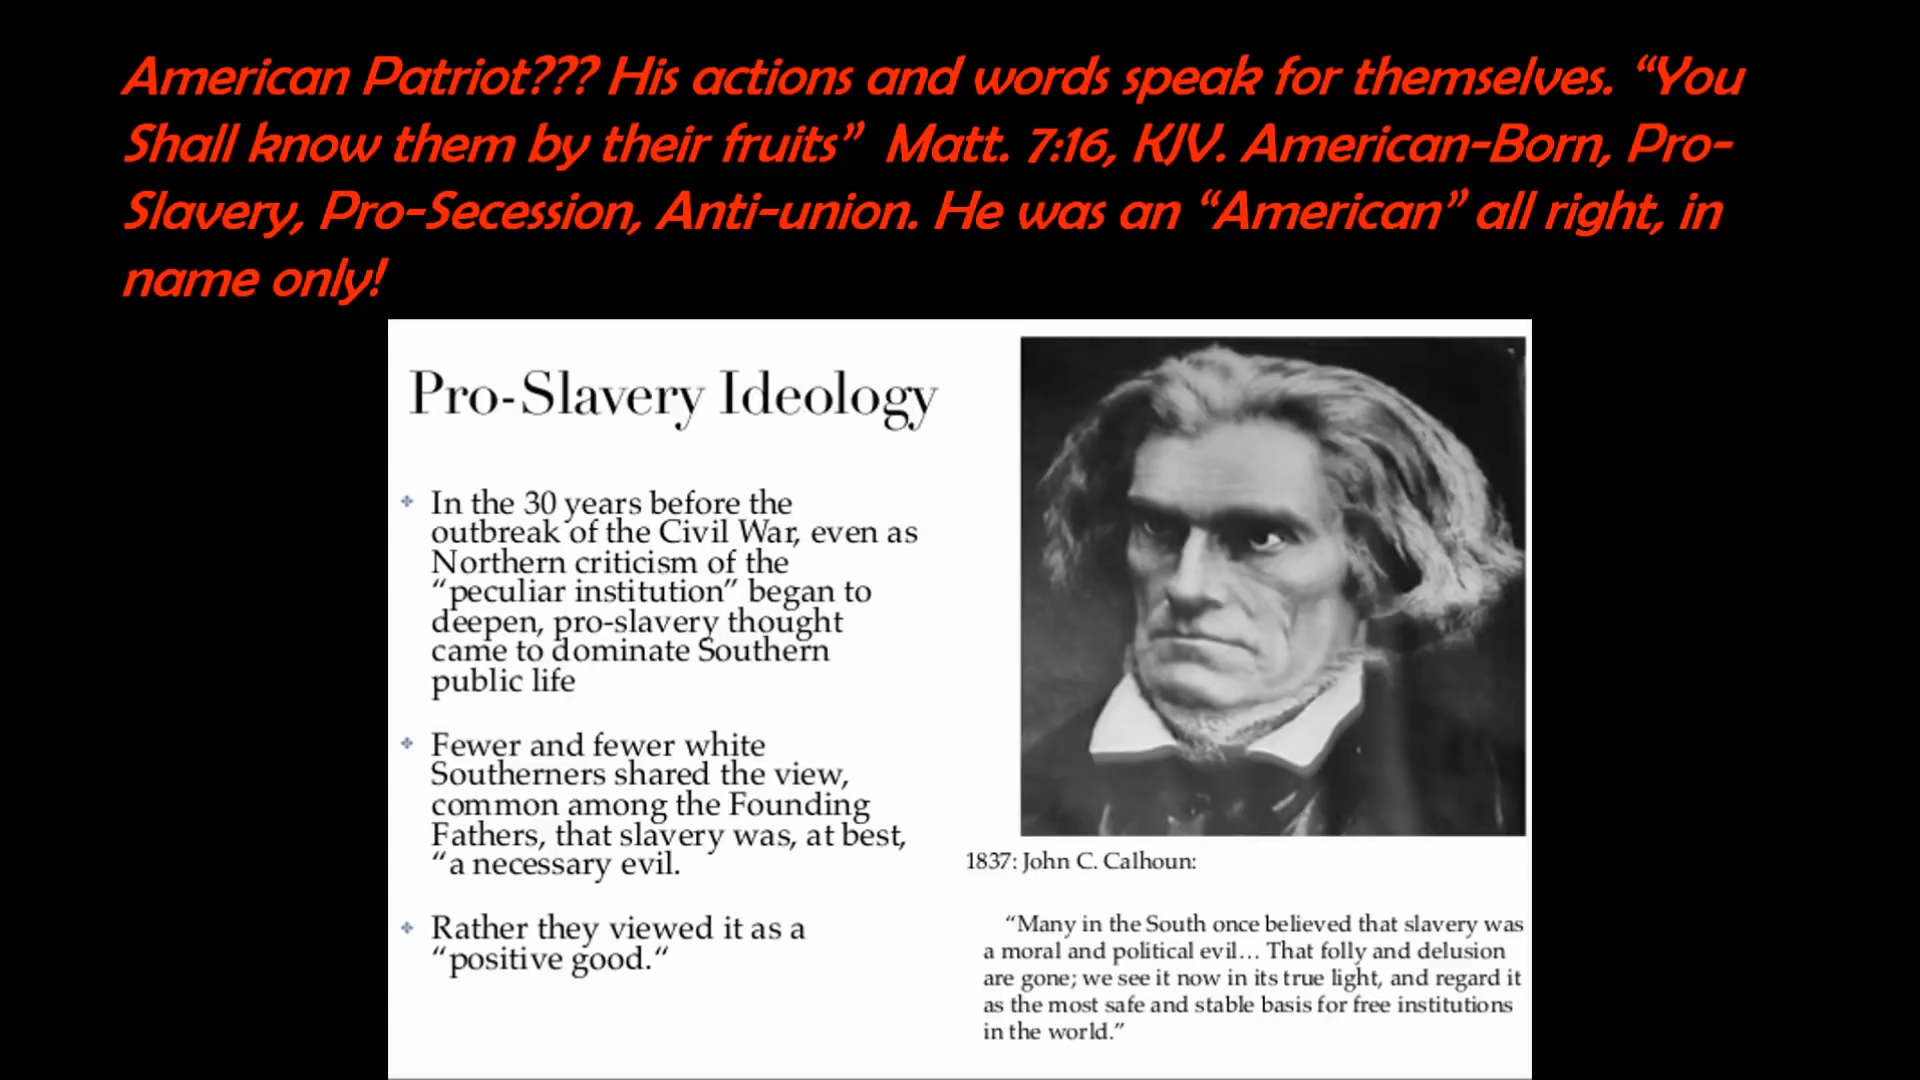 American Patriot??? His actions and words speak for themselves. “You
Shall know them by their fruits”  Matt. 7:16, KJV. American-Born, Pro-
Slavery, Pro-Secession, Anti-union. He was an “American” all right, in
name only!
Pro-Slavery Ideology
In the 30 years before the
outbreak of the Civil War, even as
Northern criticism of the
“peculiar institution” began to
deepen, pro-slavery thought
came to dominate Southern
public life
Fewer and fewer white
Southerners shared the view,
common among the Founding
Fathers, that slavery was, at best,
“a necessary evil.
Rather they viewed it as a
“positive good.“
1837: John C. Calhoun:
“Many in the South once believed that slavery was
a moral and political evil… That folly and delusion
are gone; we see it now in its true light, and regard it
as the most safe and stable basis for free institutions
in the world.”